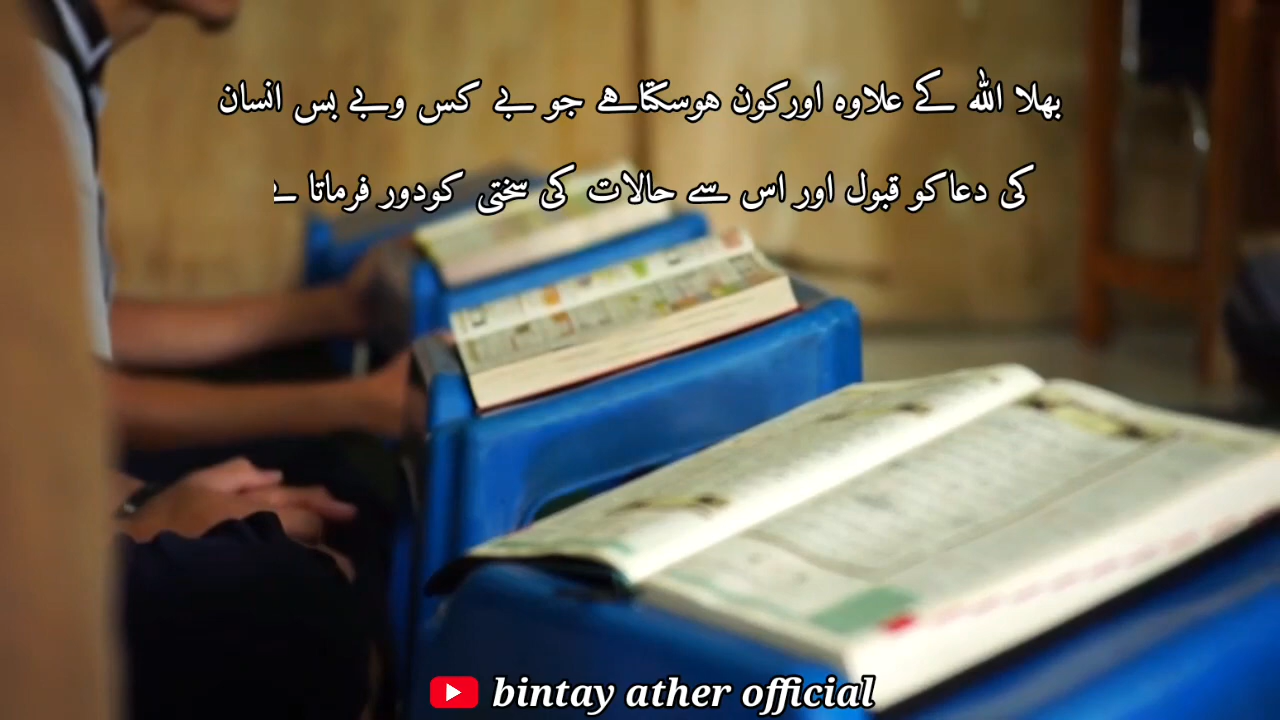 بھلا اللہ کے علاوہ اورکون ہوسکتاہے جو بے کس وبے بس انسان
کی دعاکو قبول اور اس سے حالات کی سختی کودور فرماتا ہے
bintay ather official